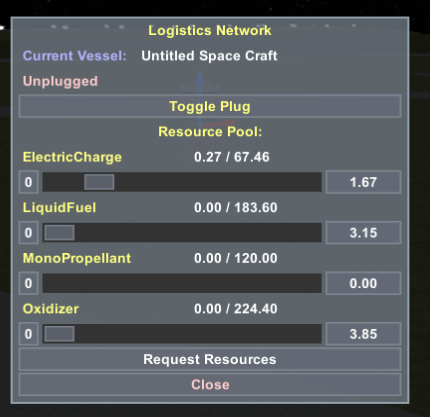 Logistics Network
Current Vessel: Untitled Space Craft
Unplugged
Toggle Plug
Resource Pool:
ElectricCharge 0.27 / 67.46
0 1.67
LiquidFuel 0.00 / 183.60
0 3.15
MonoPropellant 0.00 / 120.00
0 0.00
Oxidizer 0.00 / 224.40
0 3.85
Request Resources
Close